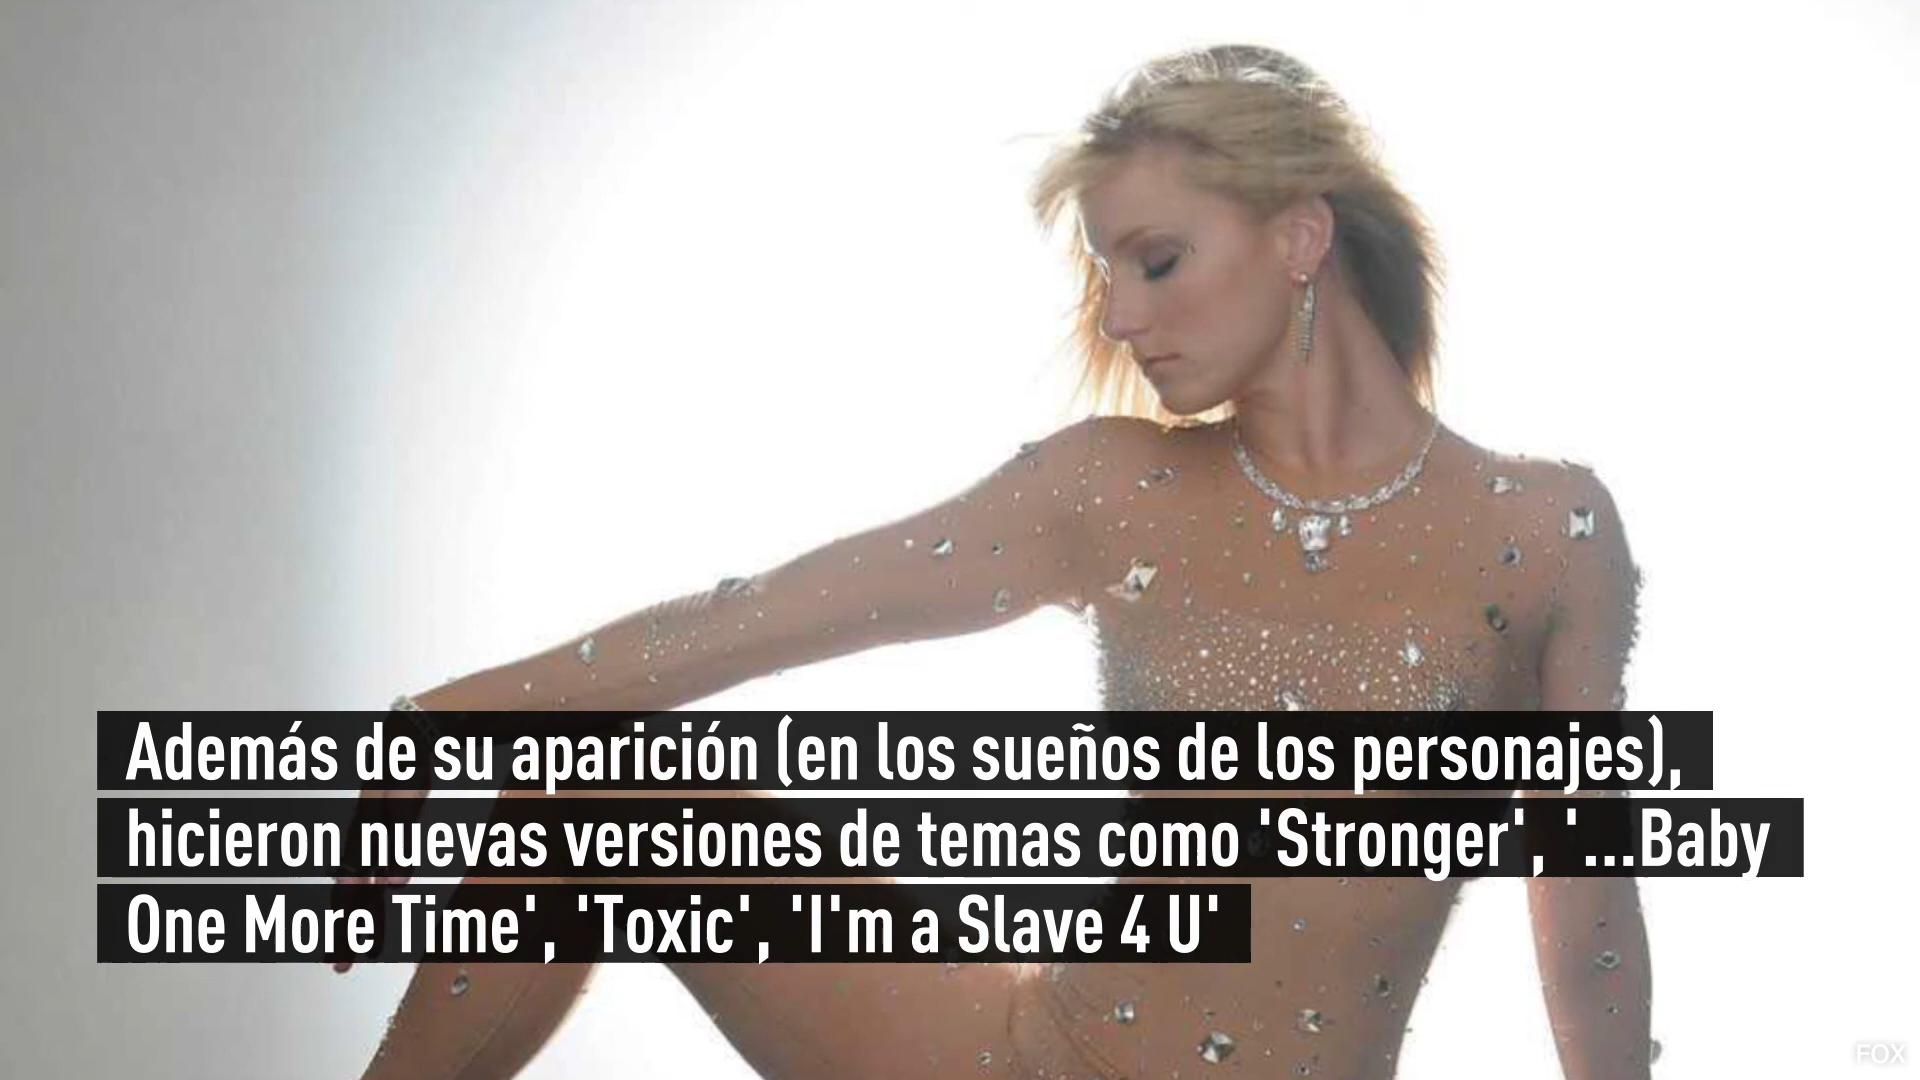 Además de su aparición (en los sueños de los personajes),
hicieron nuevas versiones de temas como 'Stronger', '...Baby
One More Time', 'Toxic', 'I'm a Slave 4 U'
FOX